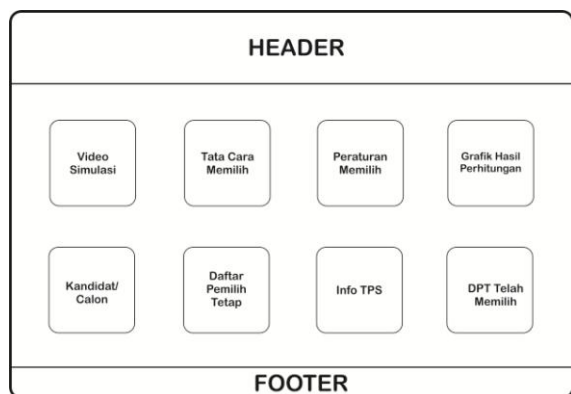 HEADER
Video
Simulasi
Tata Cara
Memilih
Peraturan
Memilih
Grafik Hasil
Perhitungan
Kandidat/
Calon
Daftar
Pemilih
Tetap
Info TPS
DPT Telah
Memilih
FOOTER